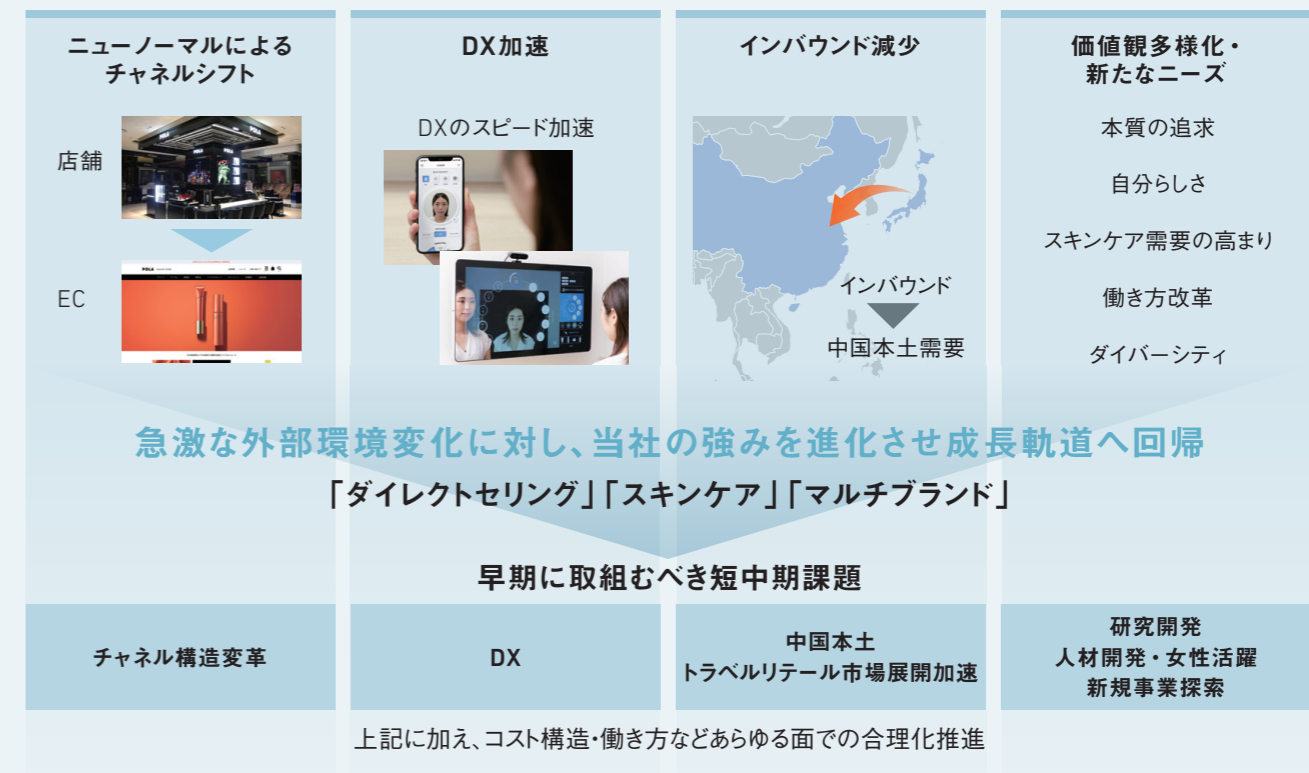 ニューノーマルによる
チャネルシフト
店舗
POLA
EC
POLA
DX加速
DXのスピード加速
インバウンド減少
インバウンド
中国本土需要
価値観多様化・
新たなニーズ
本質の追求
自分らしさ
スキンケア需要の高まり
働き方改革
ダイバーシティ
急激な外部環境変化に対し、当社の強みを進化させ成長軌道へ回帰
「ダイレクトセリング」「スキンケア」「マルチブランド」
早期に取組むべき短中期課題
チャネル構造変革
DX
中国本土
トラベルリテール市場展開加速
研究開発
人材開発・女性活躍
新規事業探索
上記に加え、コスト構造・働き方などあらゆる面での合理化推進